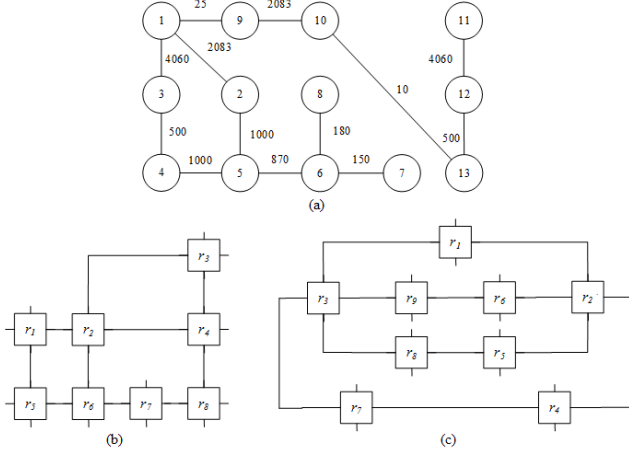 25 2083
1 9 10 11
4060 2083 4060
3 2 8 12
10
500 1000 180 500
1000 870 150
4 5 6 7 13
(a)
r1
r3
r3 r9 r6 r2
r1 r2 r4
r8 r5
r5 r6 r7 r8
r7 r4
(b) (c)